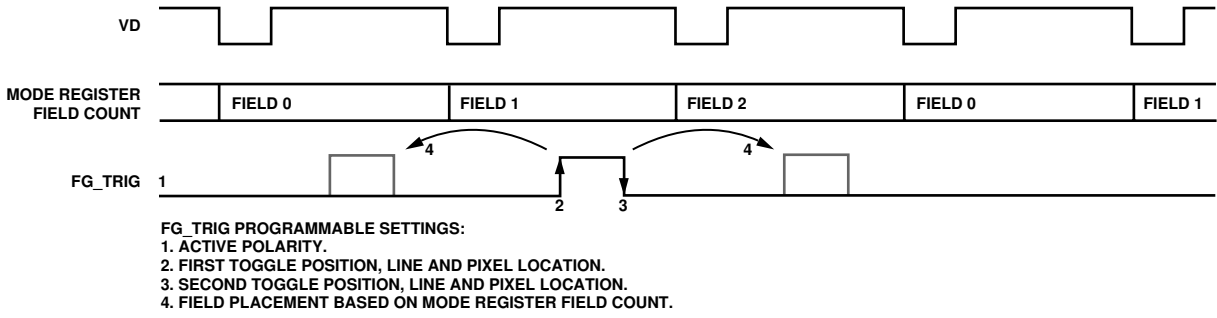 VD
MODE REGISTER
FIELD COUNT
FIELD 0
FIELD 1
FIELD 2
FIELD 0
FIELD 1
4
4
FG_TRIG
1
2
3
FG_TRIG PROGRAMMABLE SETTINGS:
1. ACTIVE POLARITY.
2. FIRST TOGGLE POSITION, LINE AND PIXEL LOCATION.
3. SECOND TOGGLE POSITION, LINE AND PIXEL LOCATION.
4. FIELD PLACEMENT BASED ON MODE REGISTER FIELD COUNT.